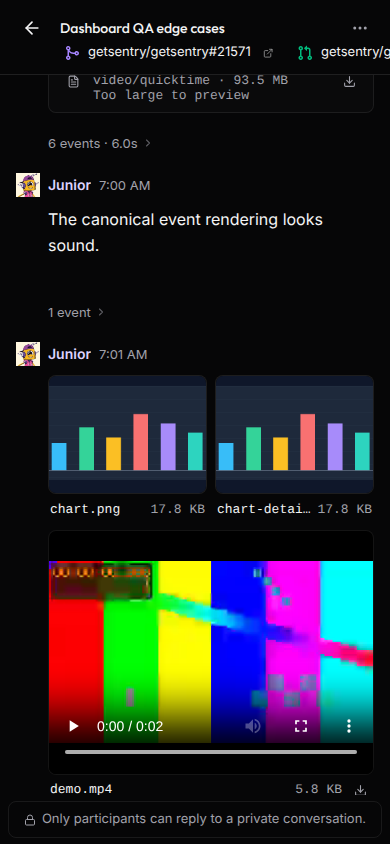 Dashboard QA edge cases
getsentry/getsentry#21571
getsentry/g
video/quicktime · 93.5 MB
Too large to preview
6 events · 6.0s
Junior 7:00 AM
The canonical event rendering looks
sound.
1 event
Junior 7:01 AM
chart.png 17.8 KB
chart-detai… 17.8 KB
0:00 / 0:02
demo.mp4 5.8 KB
Only participants can reply to a private conversation.